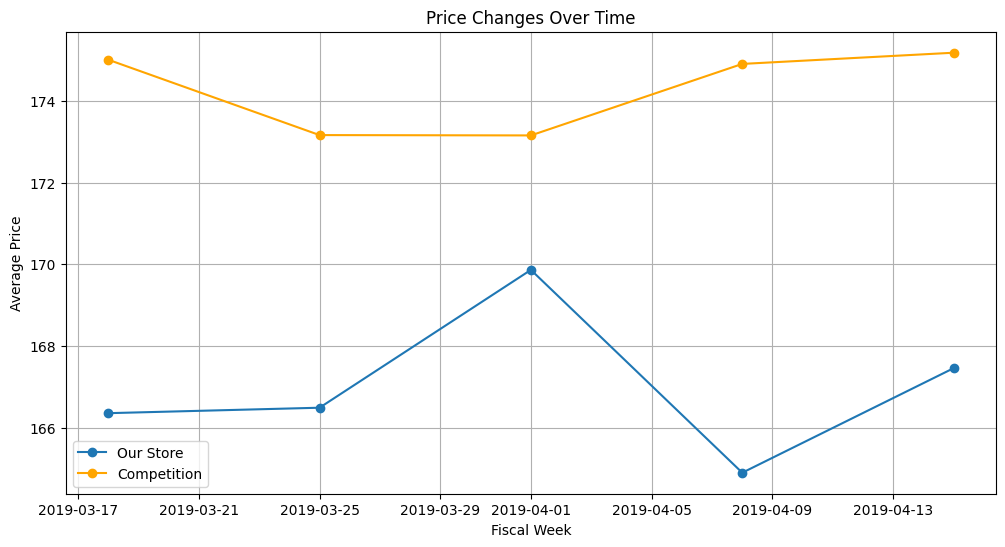 Price Changes Over Time
174
172
170
168
166
Average Price
Our Store
Competition
2019-03-17 2019-03-21 2019-03-25 2019-03-29 2019-04-01 2019-04-05 2019-04-09 2019-04-13
Fiscal Week